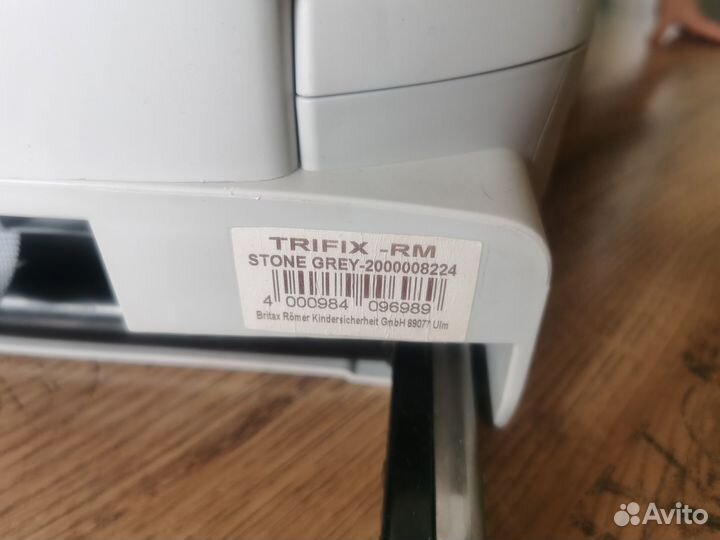 TRIFIX -RM
STONE GREY-2000008224
4 000984 096989
Britax Römer Kindersicherheit GmbH 89077 Ulm
Avito